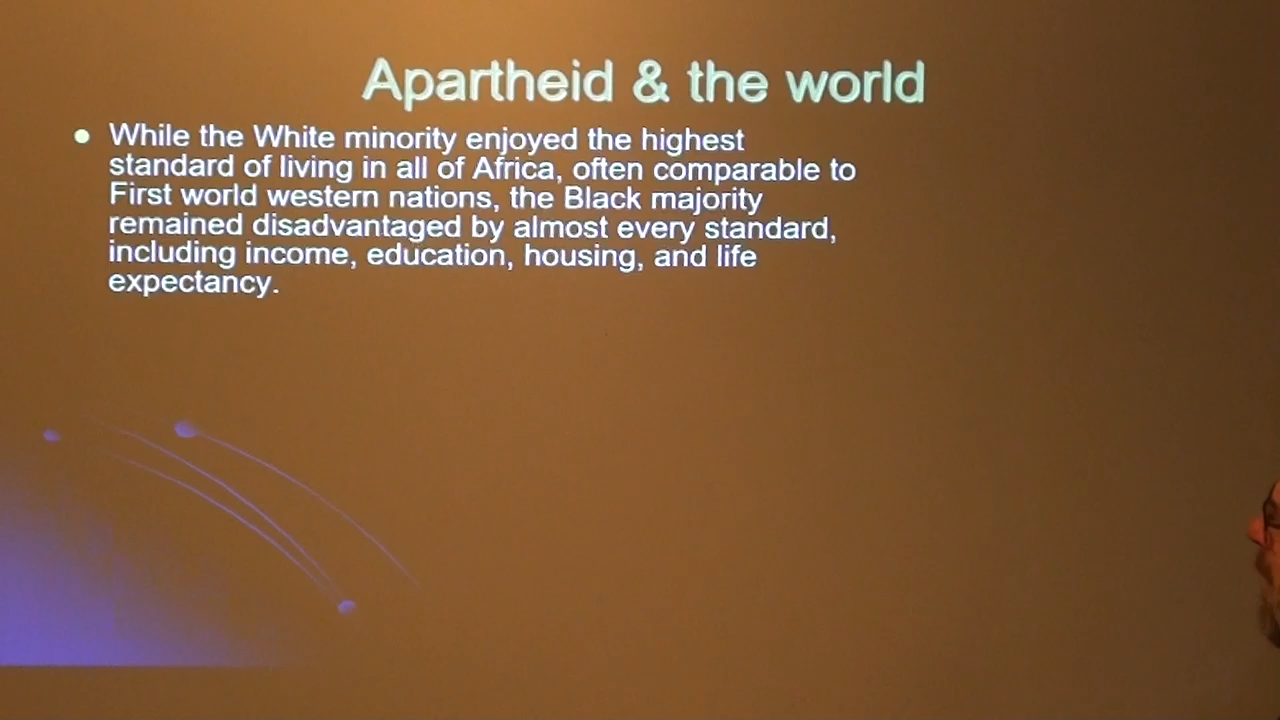 Apartheid & the world
While the White minority enjoyed the highest
standard of living in all of Africa, often comparable to
First world western nations, the Black majority
remained disadvantaged by almost every standard,
including income, education, housing, and life
expectancy.